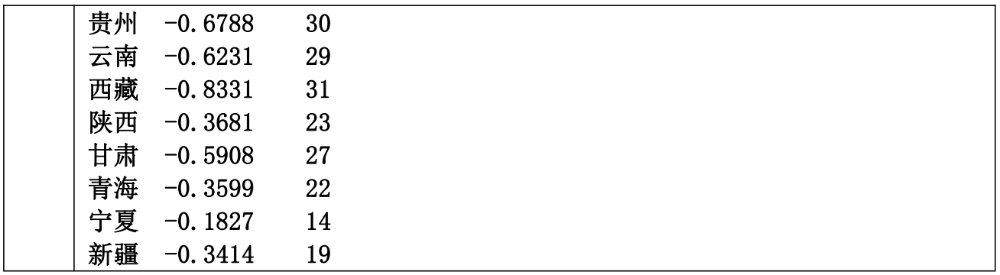 贵州 -0.6788 30
云南 -0.6231 29
西藏 -0.8331 31
陕西 -0.3681 23
甘肃 -0.5908 27
青海 -0.3599 22
宁夏 -0.1827 14
新疆 -0.3414 19